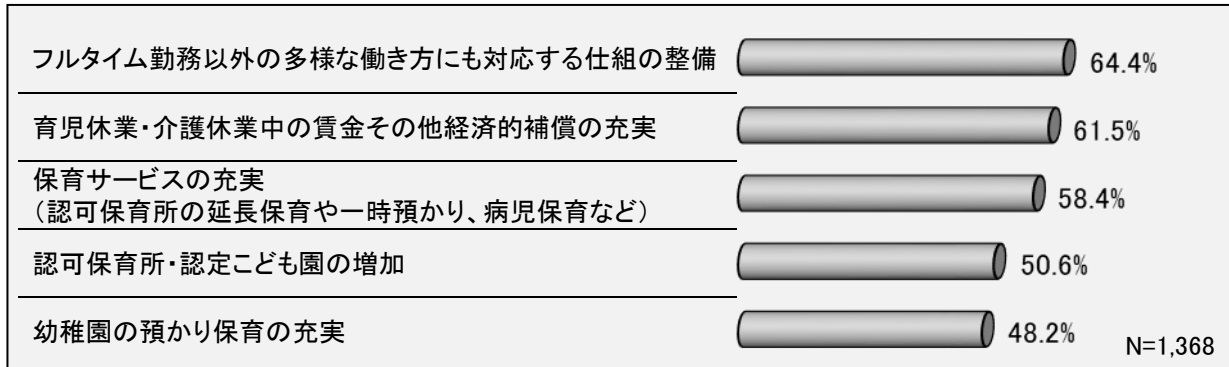 フルタイム勤務以外の多様な働き方にも対応する仕組の整備
64.4%
育児休業・介護休業中の賃金その他経済的補償の充実
61.5%
保育サービスの充実
（認可保育所の延長保育や一時預かり、病児保育など）
58.4%
認可保育所・認定こども園の増加
50.6%
幼稚園の預かり保育の充実
48.2%
N=1,368